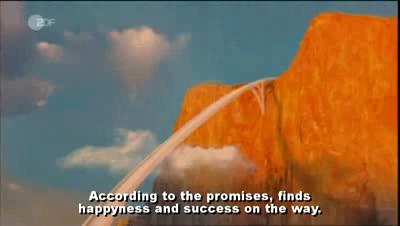 ZDF
According to the promises, finds
happyness and success on the way.